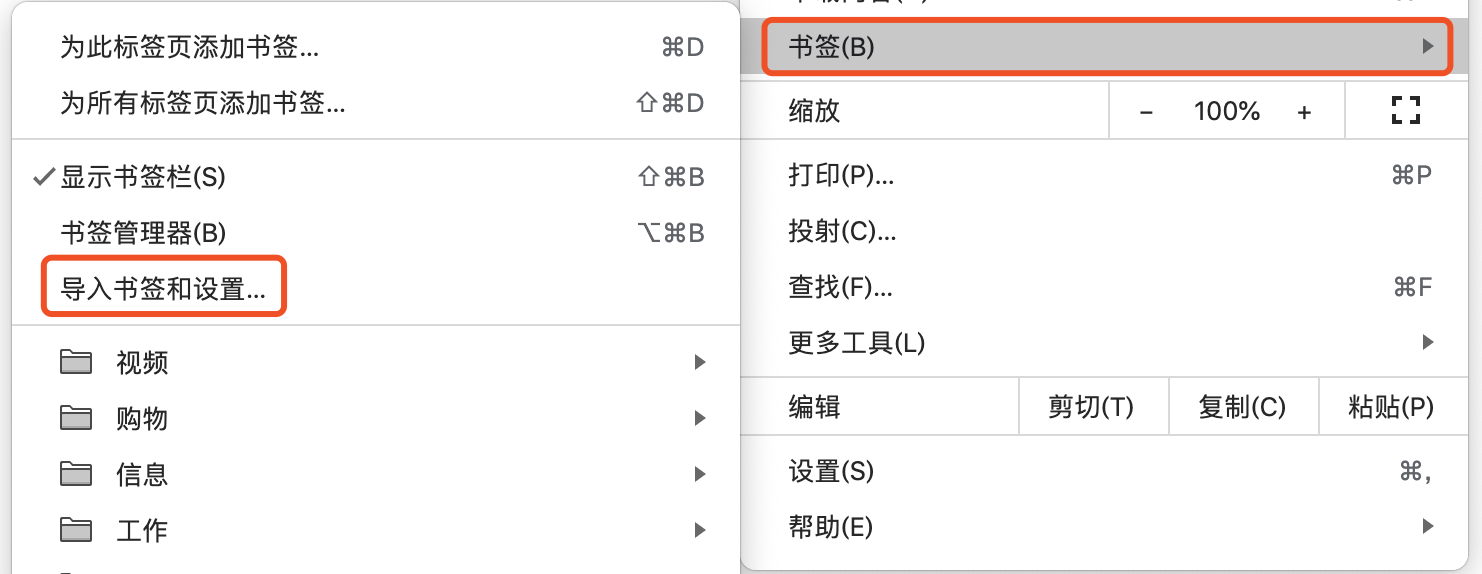 为此标签页添加书签... ⌘D
为所有标签页添加书签... ⇧⌘D
显示书签栏(S) ⇧⌘B
书签管理器(B) ⌥⌘B
导入书签和设置...
视频
购物
信息
工作
书签(B)
缩放 − 100% +
打印(P)... ⌘P
投射(C)...
查找(F)... ⌘F
更多工具(L)
编辑 剪切(T) 复制(C) 粘贴(P)
设置(S) ⌘,
帮助(E)